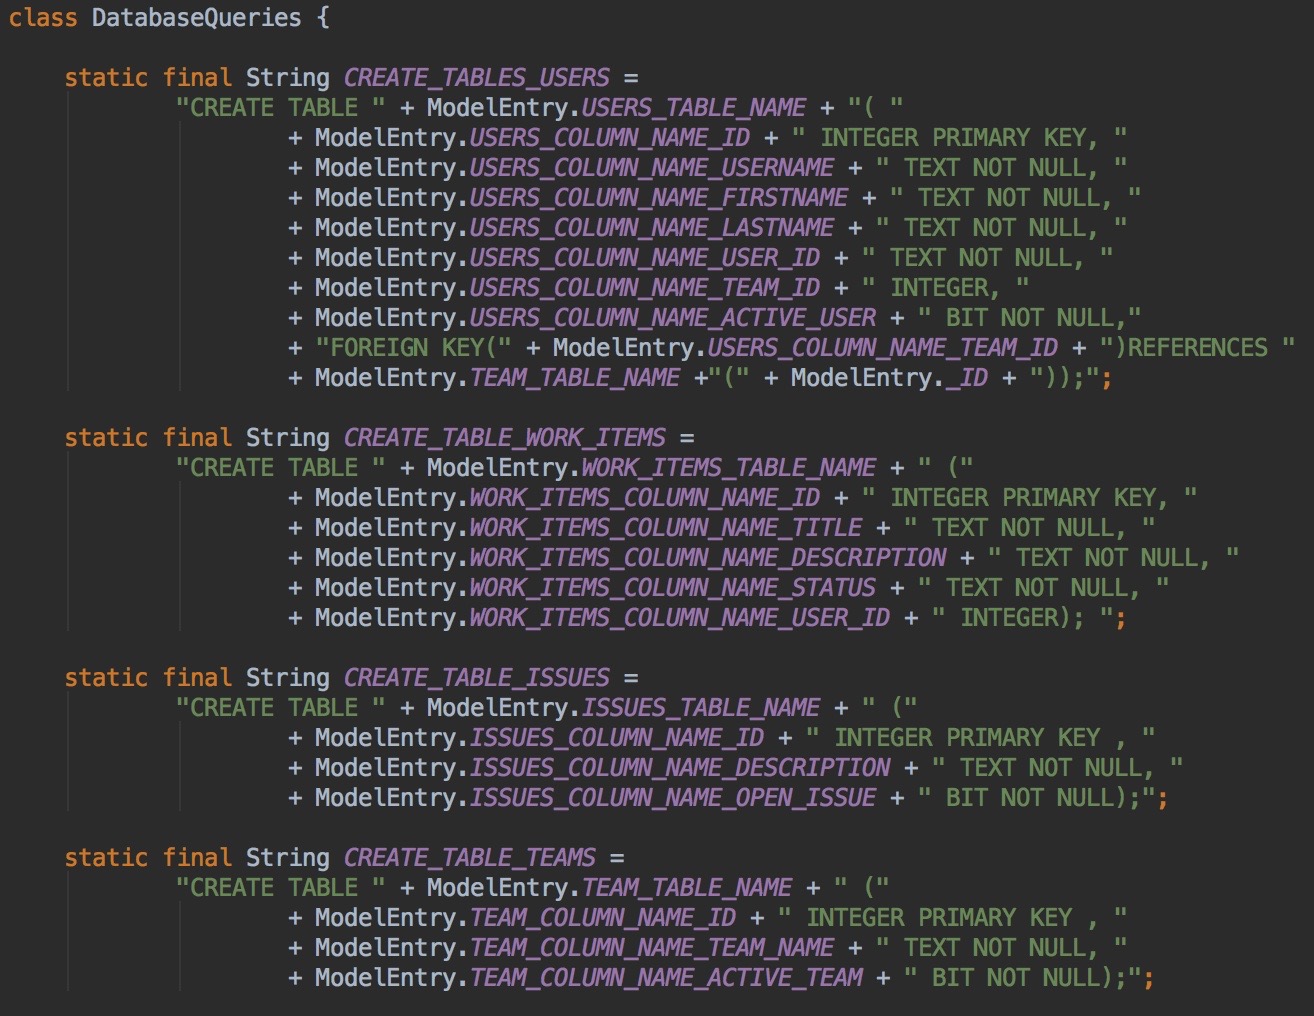 class DatabaseQueries {
static final String CREATE_TABLES_USERS =
"CREATE TABLE " + ModelEntry.USERS_TABLE_NAME + "( "
+ ModelEntry.USERS_COLUMN_NAME_ID + " INTEGER PRIMARY KEY, "
+ ModelEntry.USERS_COLUMN_NAME_USERNAME + " TEXT NOT NULL, "
+ ModelEntry.USERS_COLUMN_NAME_FIRSTNAME + " TEXT NOT NULL, "
+ ModelEntry.USERS_COLUMN_NAME_LASTNAME + " TEXT NOT NULL, "
+ ModelEntry.USERS_COLUMN_NAME_USER_ID + " TEXT NOT NULL, "
+ ModelEntry.USERS_COLUMN_NAME_TEAM_ID + " INTEGER, "
+ ModelEntry.USERS_COLUMN_NAME_ACTIVE_USER + " BIT NOT NULL,"
+ "FOREIGN KEY(" + ModelEntry.USERS_COLUMN_NAME_TEAM_ID + ")REFERENCES "
+ ModelEntry.TEAM_TABLE_NAME +"(" + ModelEntry._ID + "));";
static final String CREATE_TABLE_WORK_ITEMS =
"CREATE TABLE " + ModelEntry.WORK_ITEMS_TABLE_NAME + " ("
+ ModelEntry.WORK_ITEMS_COLUMN_NAME_ID + " INTEGER PRIMARY KEY, "
+ ModelEntry.WORK_ITEMS_COLUMN_NAME_TITLE + " TEXT NOT NULL, "
+ ModelEntry.WORK_ITEMS_COLUMN_NAME_DESCRIPTION + " TEXT NOT NULL, "
+ ModelEntry.WORK_ITEMS_COLUMN_NAME_STATUS + " TEXT NOT NULL, "
+ ModelEntry.WORK_ITEMS_COLUMN_NAME_USER_ID + " INTEGER); ";
static final String CREATE_TABLE_ISSUES =
"CREATE TABLE " + ModelEntry.ISSUES_TABLE_NAME + " ("
+ ModelEntry.ISSUES_COLUMN_NAME_ID + " INTEGER PRIMARY KEY , "
+ ModelEntry.ISSUES_COLUMN_NAME_DESCRIPTION + " TEXT NOT NULL, "
+ ModelEntry.ISSUES_COLUMN_NAME_OPEN_ISSUE + " BIT NOT NULL);";
static final String CREATE_TABLE_TEAMS =
"CREATE TABLE " + ModelEntry.TEAM_TABLE_NAME + " ("
+ ModelEntry.TEAM_COLUMN_NAME_ID + " INTEGER PRIMARY KEY , "
+ ModelEntry.TEAM_COLUMN_NAME_TEAM_NAME + " TEXT NOT NULL, "
+ ModelEntry.TEAM_COLUMN_NAME_ACTIVE_TEAM + " BIT NOT NULL);";